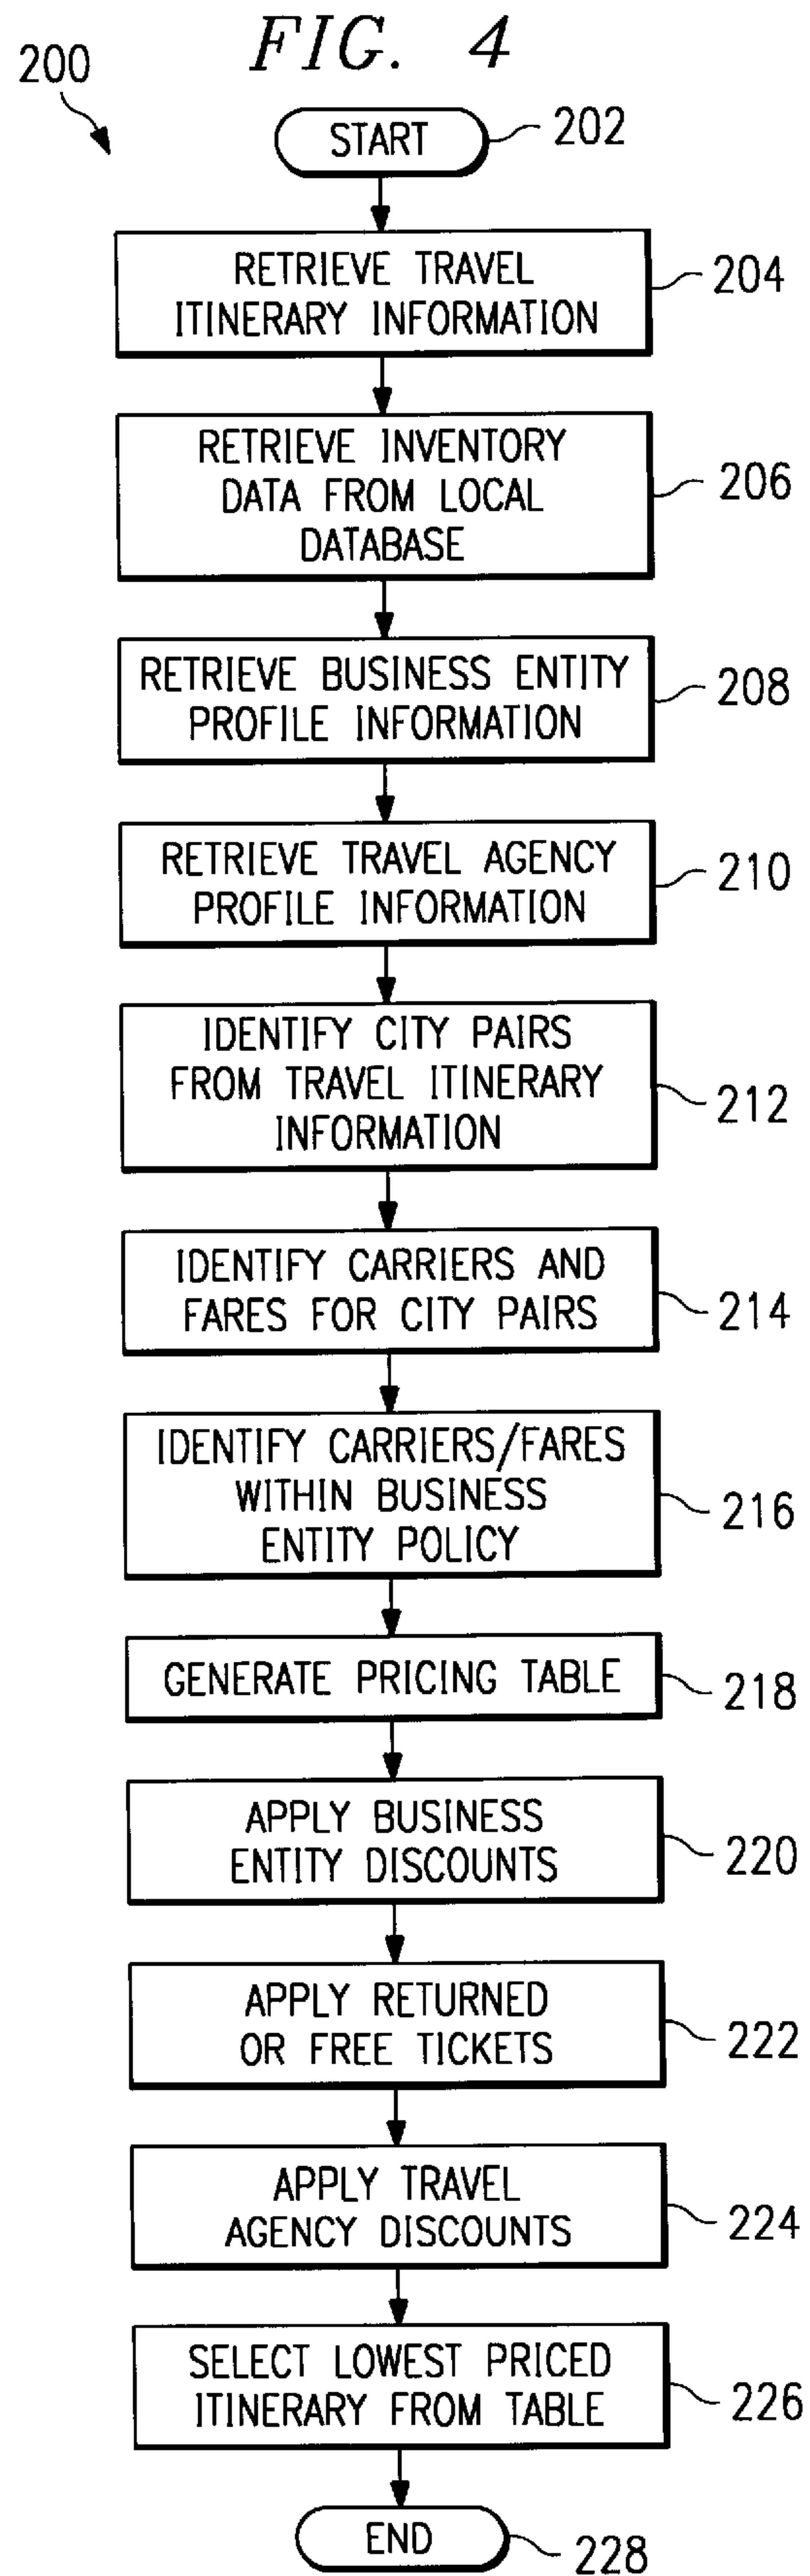 FIG. 4
200
START
202
RETRIEVE TRAVEL
ITINERARY INFORMATION
204
RETRIEVE INVENTORY
DATA FROM LOCAL
DATABASE
206
RETRIEVE BUSINESS ENTITY
PROFILE INFORMATION
208
RETRIEVE TRAVEL AGENCY
PROFILE INFORMATION
210
IDENTIFY CITY PAIRS
FROM TRAVEL ITINERARY
INFORMATION
212
IDENTIFY CARRIERS AND
FARES FOR CITY PAIRS
214
IDENTIFY CARRIERS/FARES
WITHIN BUSINESS
ENTITY POLICY
216
GENERATE PRICING TABLE
218
APPLY BUSINESS
ENTITY DISCOUNTS
220
APPLY RETURNED
OR FREE TICKETS
222
APPLY TRAVEL
AGENCY DISCOUNTS
224
SELECT LOWEST PRICED
ITINERARY FROM TABLE
226
END
228